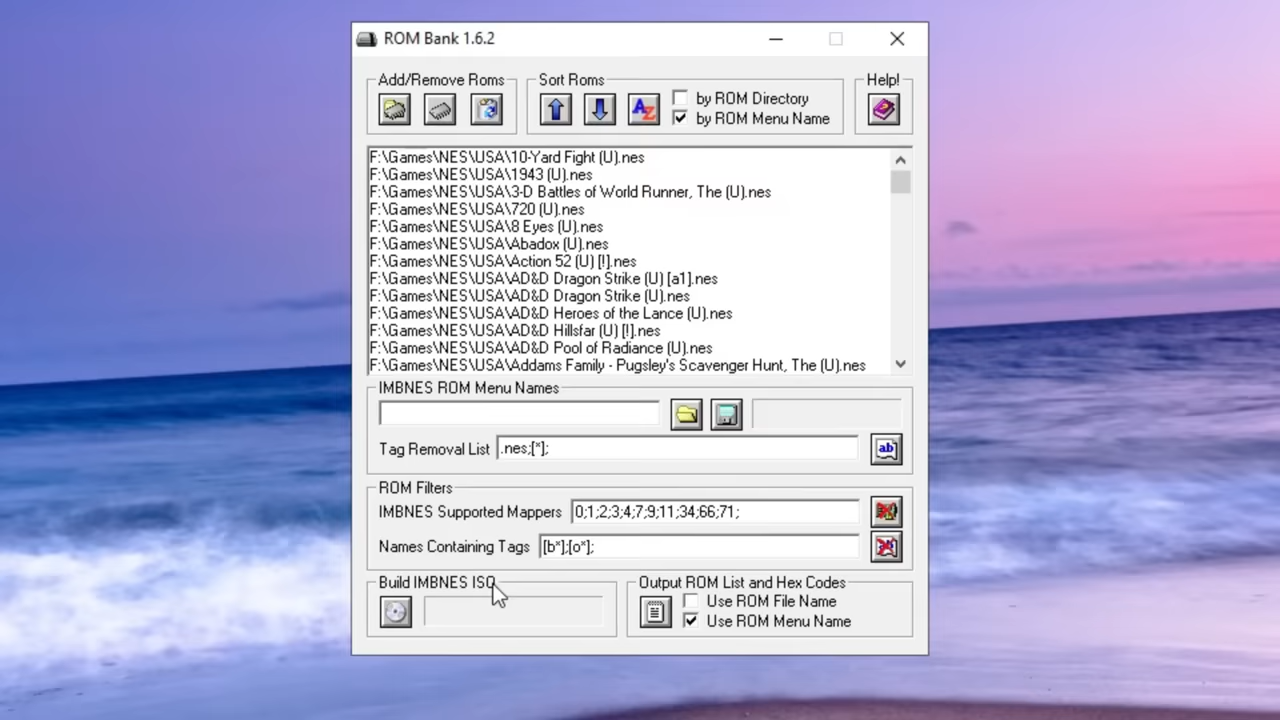 ROM Bank 1.6.2
Add/Remove Roms
Sort Roms
Help!
AZ
by ROM Directory
by ROM Menu Name
F:\Games\NES\USA\10-Yard Fight (U).nes
F:\Games\NES\USA\1943 (U).nes
F:\Games\NES\USA\3-D Battles of World Runner, The (U).nes
F:\Games\NES\USA\720 (U).nes
F:\Games\NES\USA\8 Eyes (U).nes
F:\Games\NES\USA\Abadox (U).nes
F:\Games\NES\USA\Action 52 (U) [!].nes
F:\Games\NES\USA\AD&D Dragon Strike (U) [a1].nes
F:\Games\NES\USA\AD&D Dragon Strike (U).nes
F:\Games\NES\USA\AD&D Heroes of the Lance (U).nes
F:\Games\NES\USA\AD&D Hillsfar (U) [!].nes
F:\Games\NES\USA\AD&D Pool of Radiance (U).nes
F:\Games\NES\USA\Addams Family - Pugsley's Scavenger Hunt, The (U).nes
IMBNES ROM Menu Names
Tag Removal List .nes;[*];
ab
ROM Filters
IMBNES Supported Mappers 0;1;2;3;4;7;9;11;34;66;71;
Names Containing Tags [b*];[o*];
Build IMBNES ISO
Output ROM List and Hex Codes
Use ROM File Name
Use ROM Menu Name